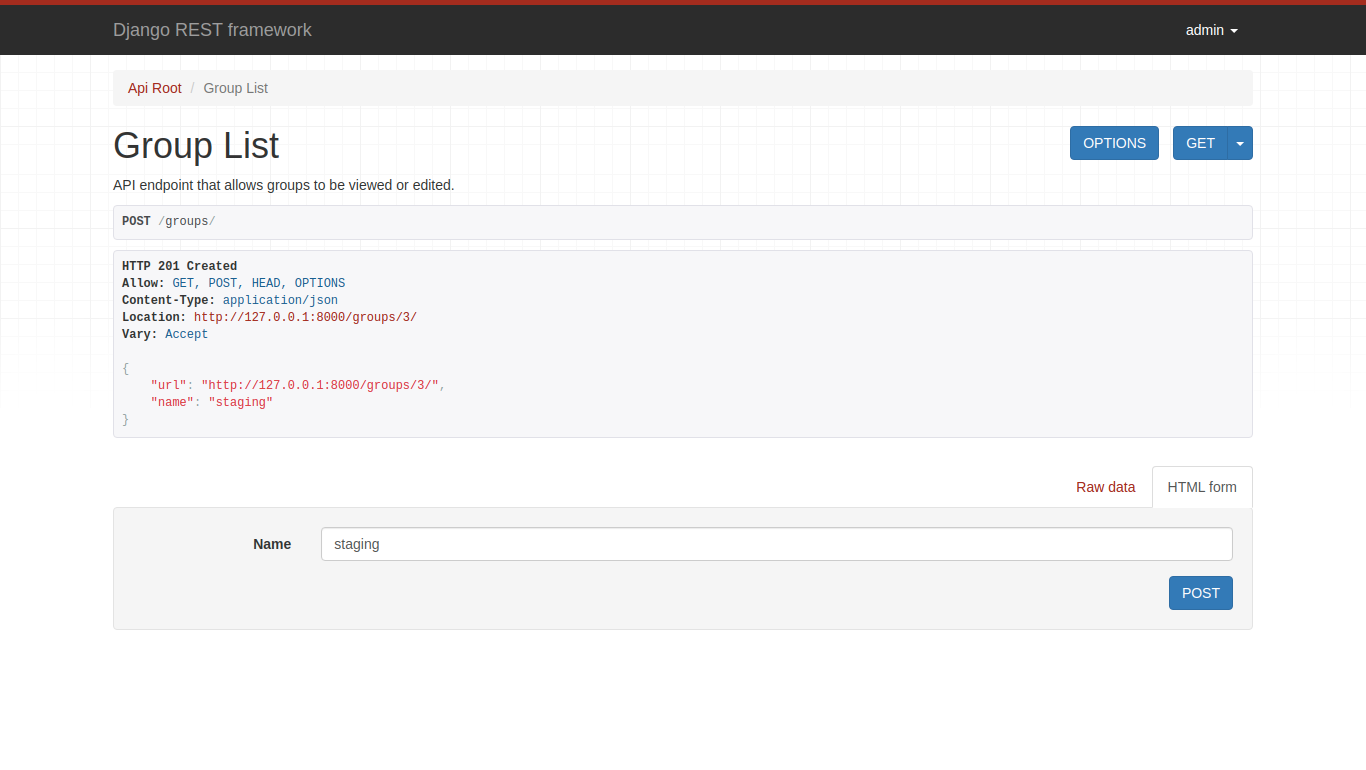 Django REST framework
admin
Api Root / Group List
Group List
OPTIONS
GET
API endpoint that allows groups to be viewed or edited.
POST /groups/
HTTP 201 Created
Allow: GET, POST, HEAD, OPTIONS
Content-Type: application/json
Location: http://127.0.0.1:8000/groups/3/
Vary: Accept
{
    "url": "http://127.0.0.1:8000/groups/3/",
    "name": "staging"
}
Raw data
HTML form
Name
staging
POST